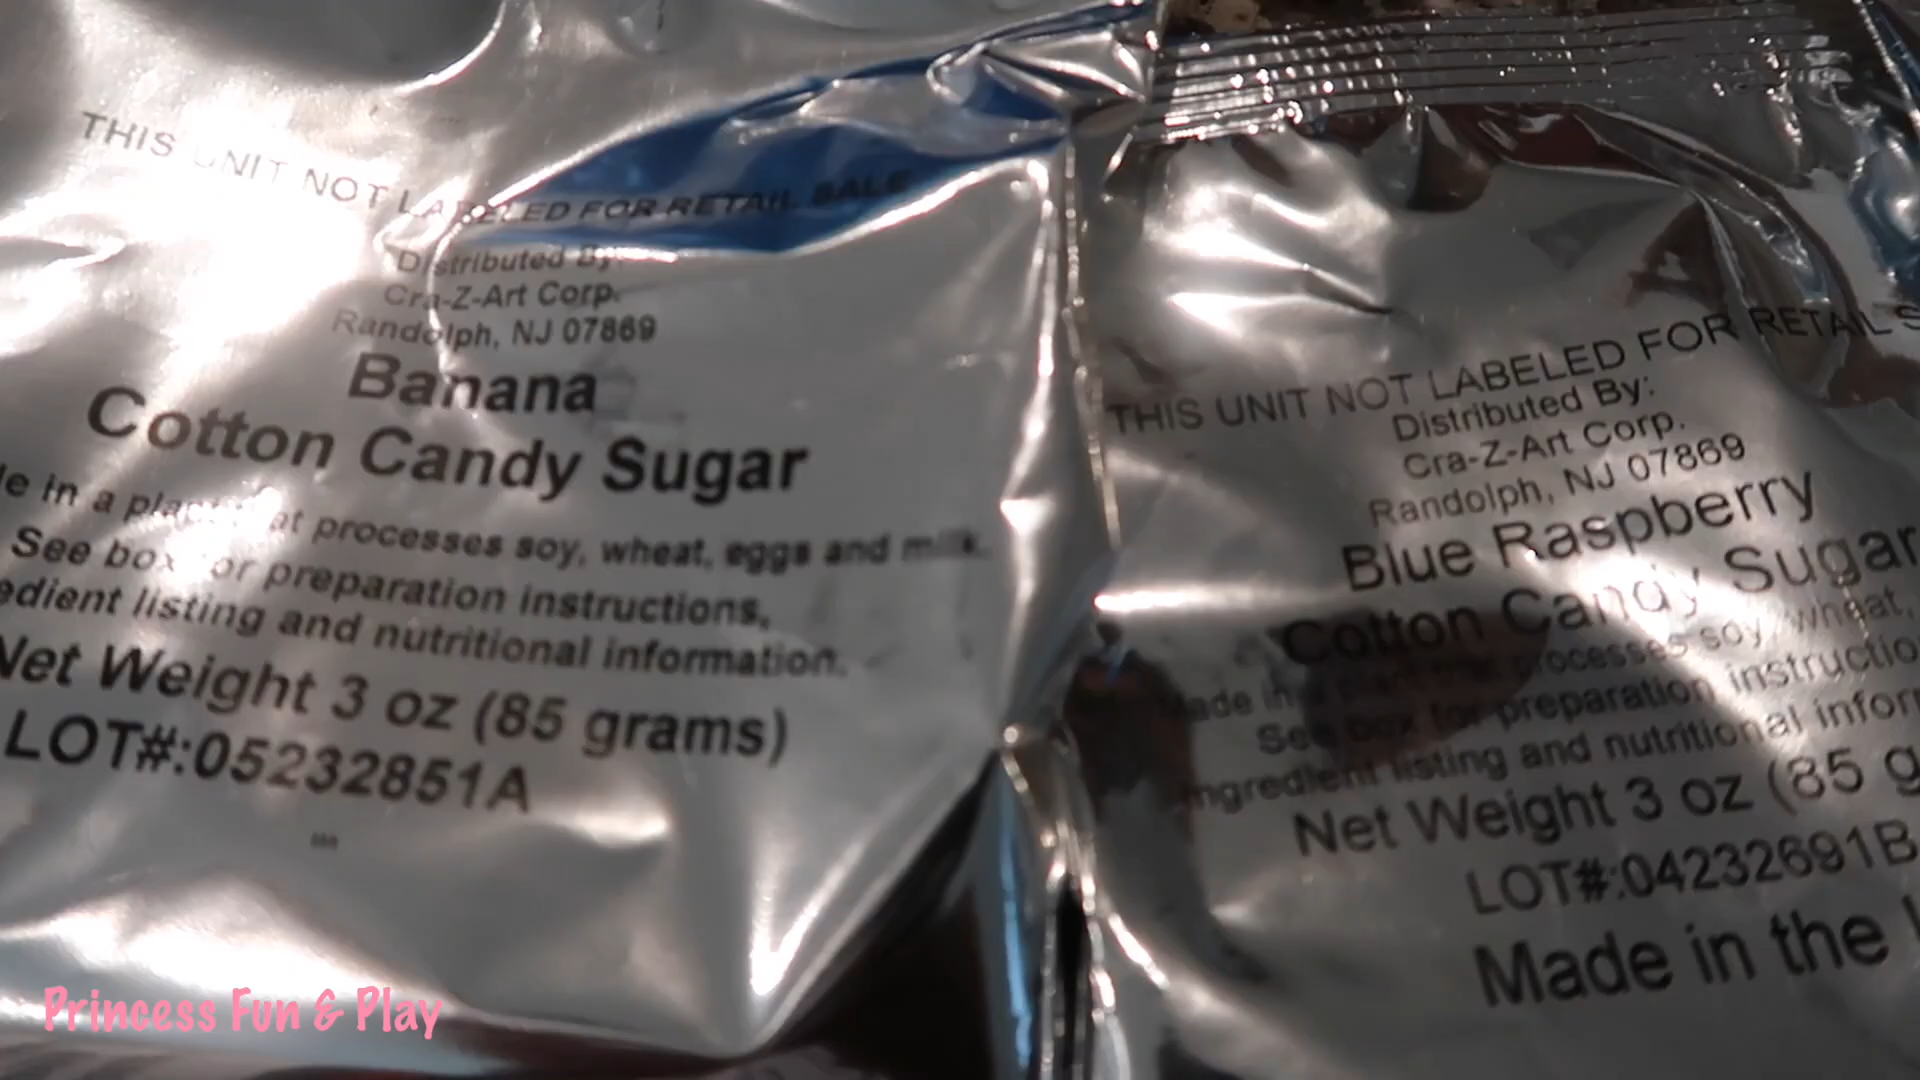 THIS UNIT NOT LABELED FOR RETAIL SALE
Distributed By:
Cra-Z-Art Corp.
Randolph, NJ 07869
Banana
Cotton Candy Sugar
in a processes soy, wheat, eggs and milk.
See box for preparation instructions,
listing and nutritional information.
Net Weight 3 oz (85 grams)
LOT#:05232851A
THIS UNIT NOT LABELED FOR RETAIL
Distributed By:
Cra-Z-Art Corp.
Randolph, NJ 07869
Blue Raspberry
Cotton Candy Sugar
in a plant that processes soy, wheat,
See box for preparation
ingredient listing and nutritional
Net Weight 3 oz (85
LOT#:04232691B
Made in the
Princess Fun & Play